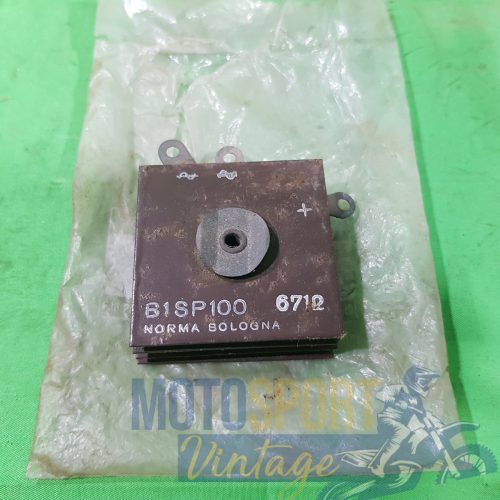 +
B1SP100 6712
NORMA BOLOGNA
MOTOSPORT
Vintage